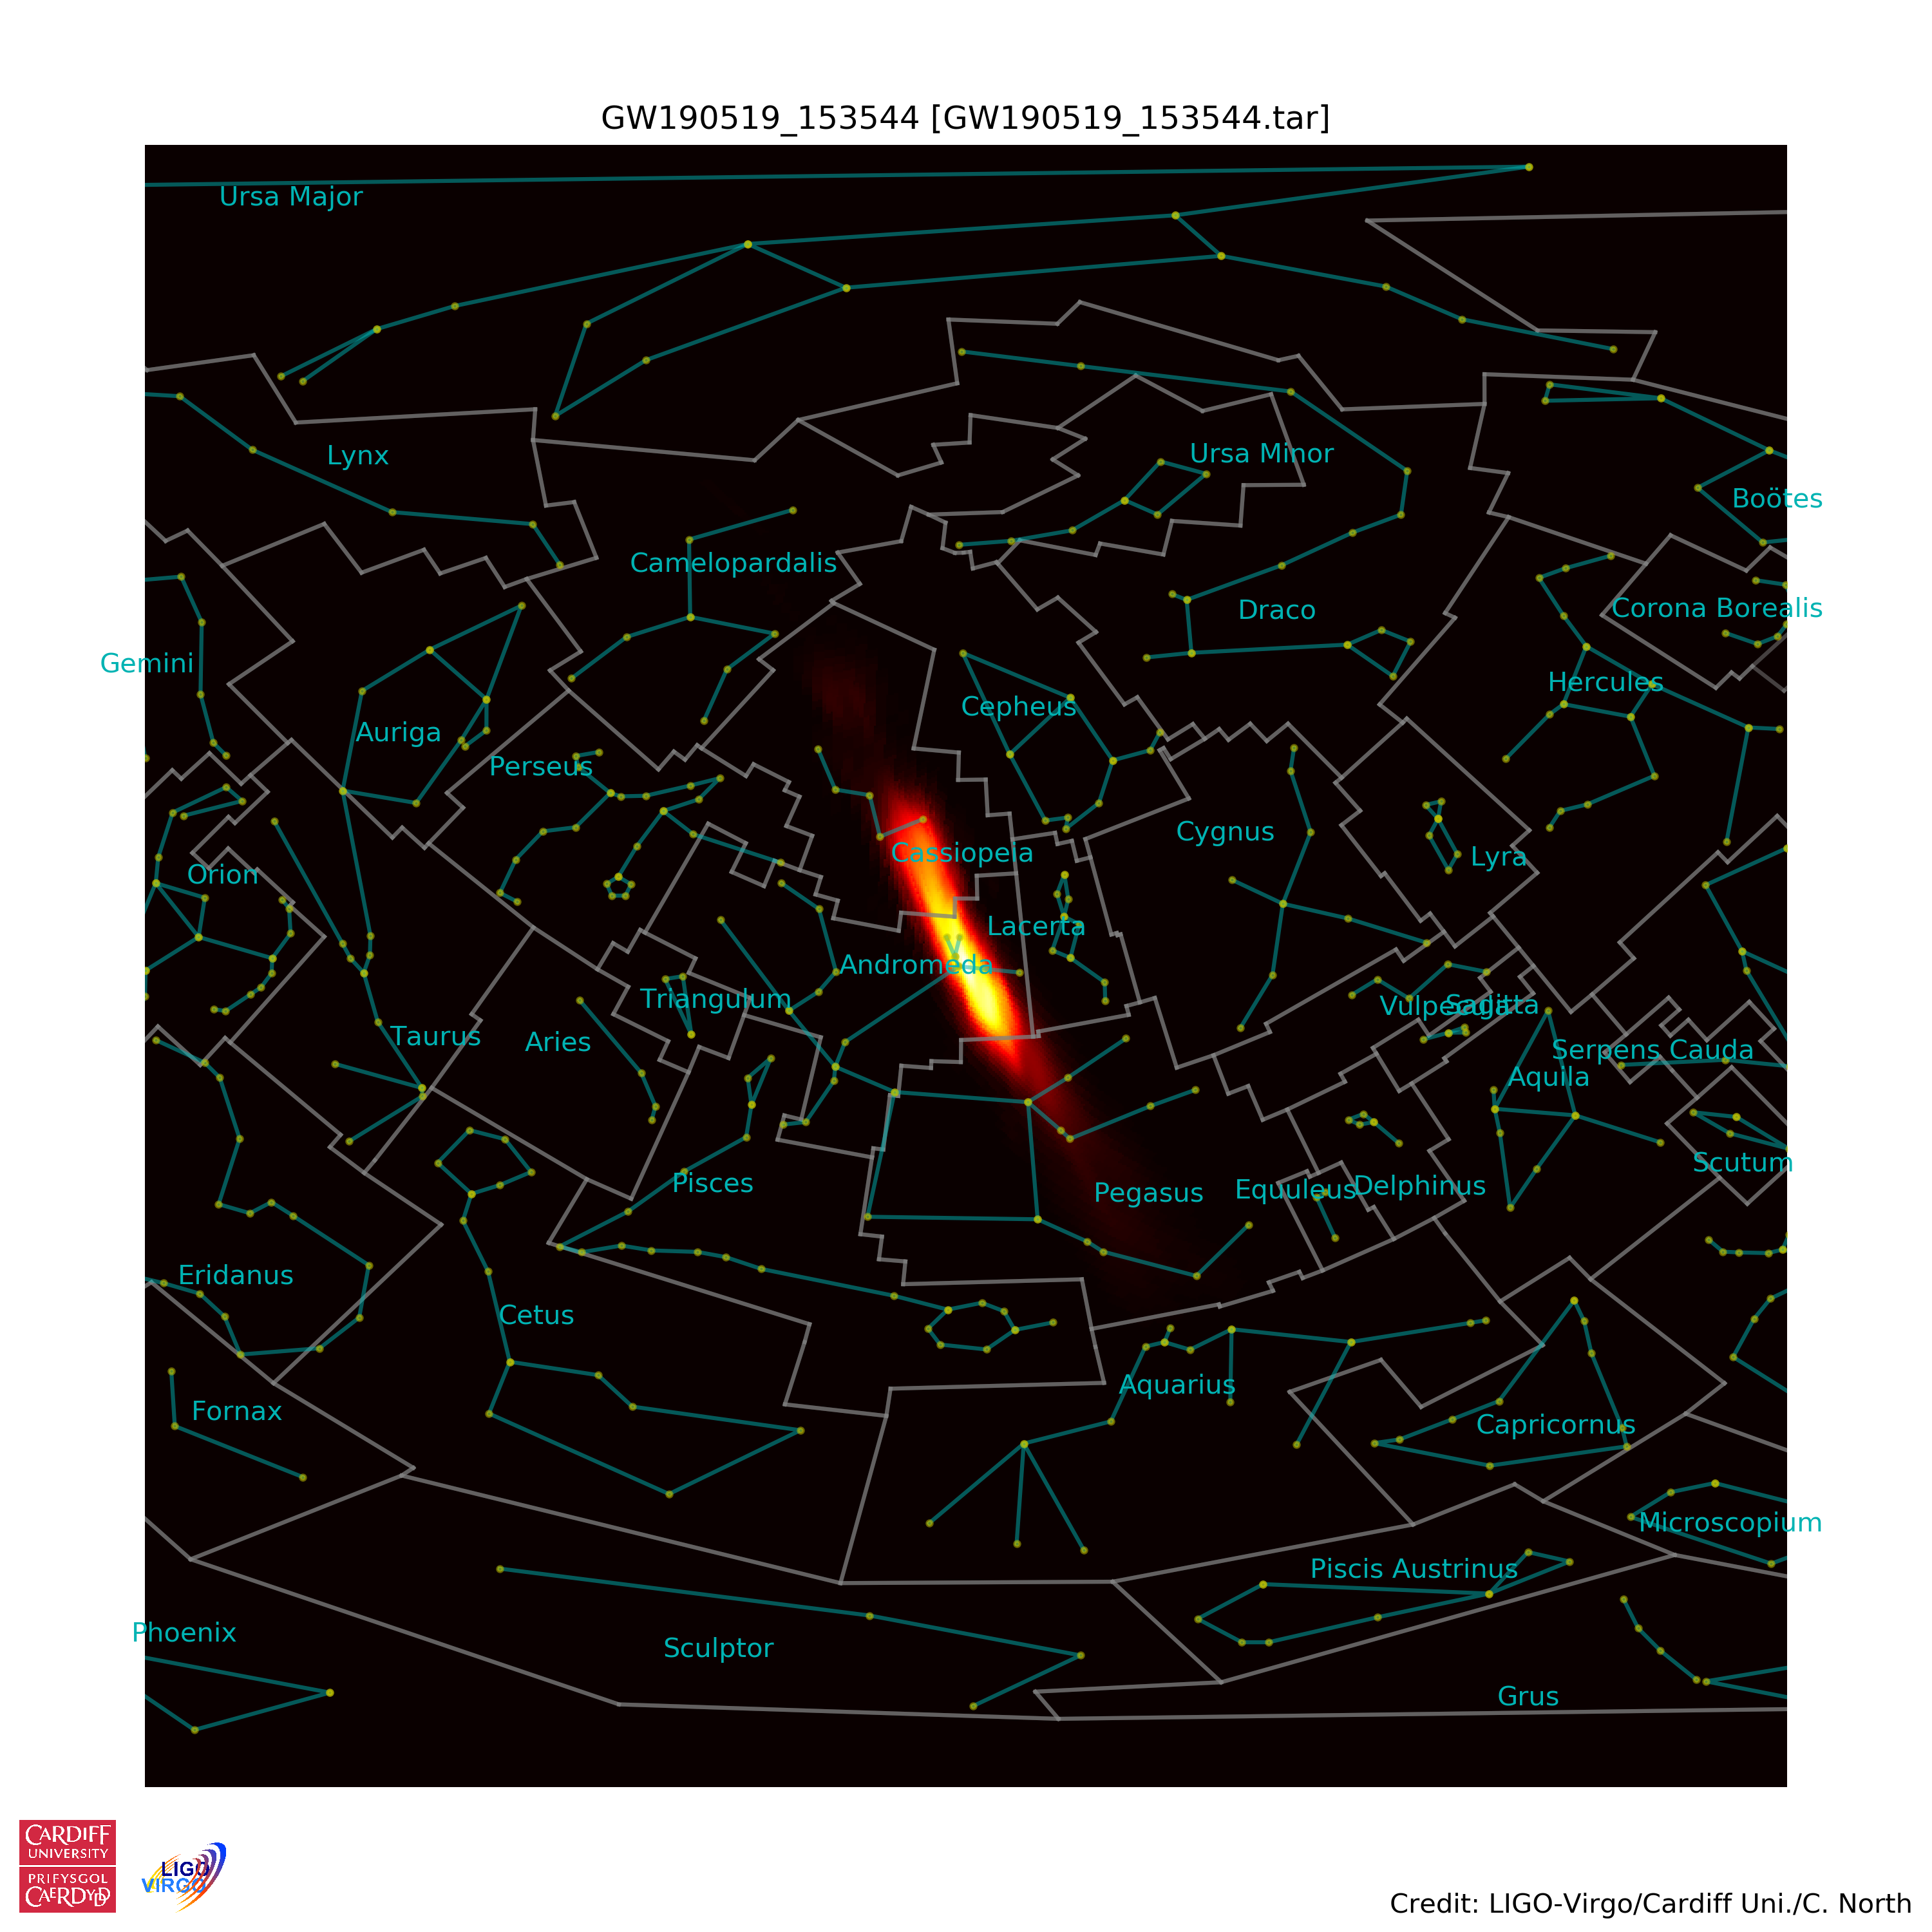 GW190519_153544 [GW190519_153544.tar]
Ursa Major
Lynx
Ursa Minor
Boötes
Camelopardalis
Draco
Corona Borealis
Gemini
Hercules
Cepheus
Auriga
Perseus
Cygnus
Cassiopeia
Lyra
Orion
Lacerta
Andromeda
Triangulum
Vulpecula
Sagitta
Taurus
Aries
Serpens Cauda
Aquila
Scutum
Pisces
Pegasus
Equuleus
Delphinus
Eridanus
Cetus
Aquarius
Fornax
Capricornus
Microscopium
Piscis Austrinus
Phoenix
Sculptor
Grus
CARDIFF
UNIVERSITY
PRIFYSGOL
CAERDYDD
LIGO
VIRGO
Credit: LIGO-Virgo/Cardiff Uni./C. North